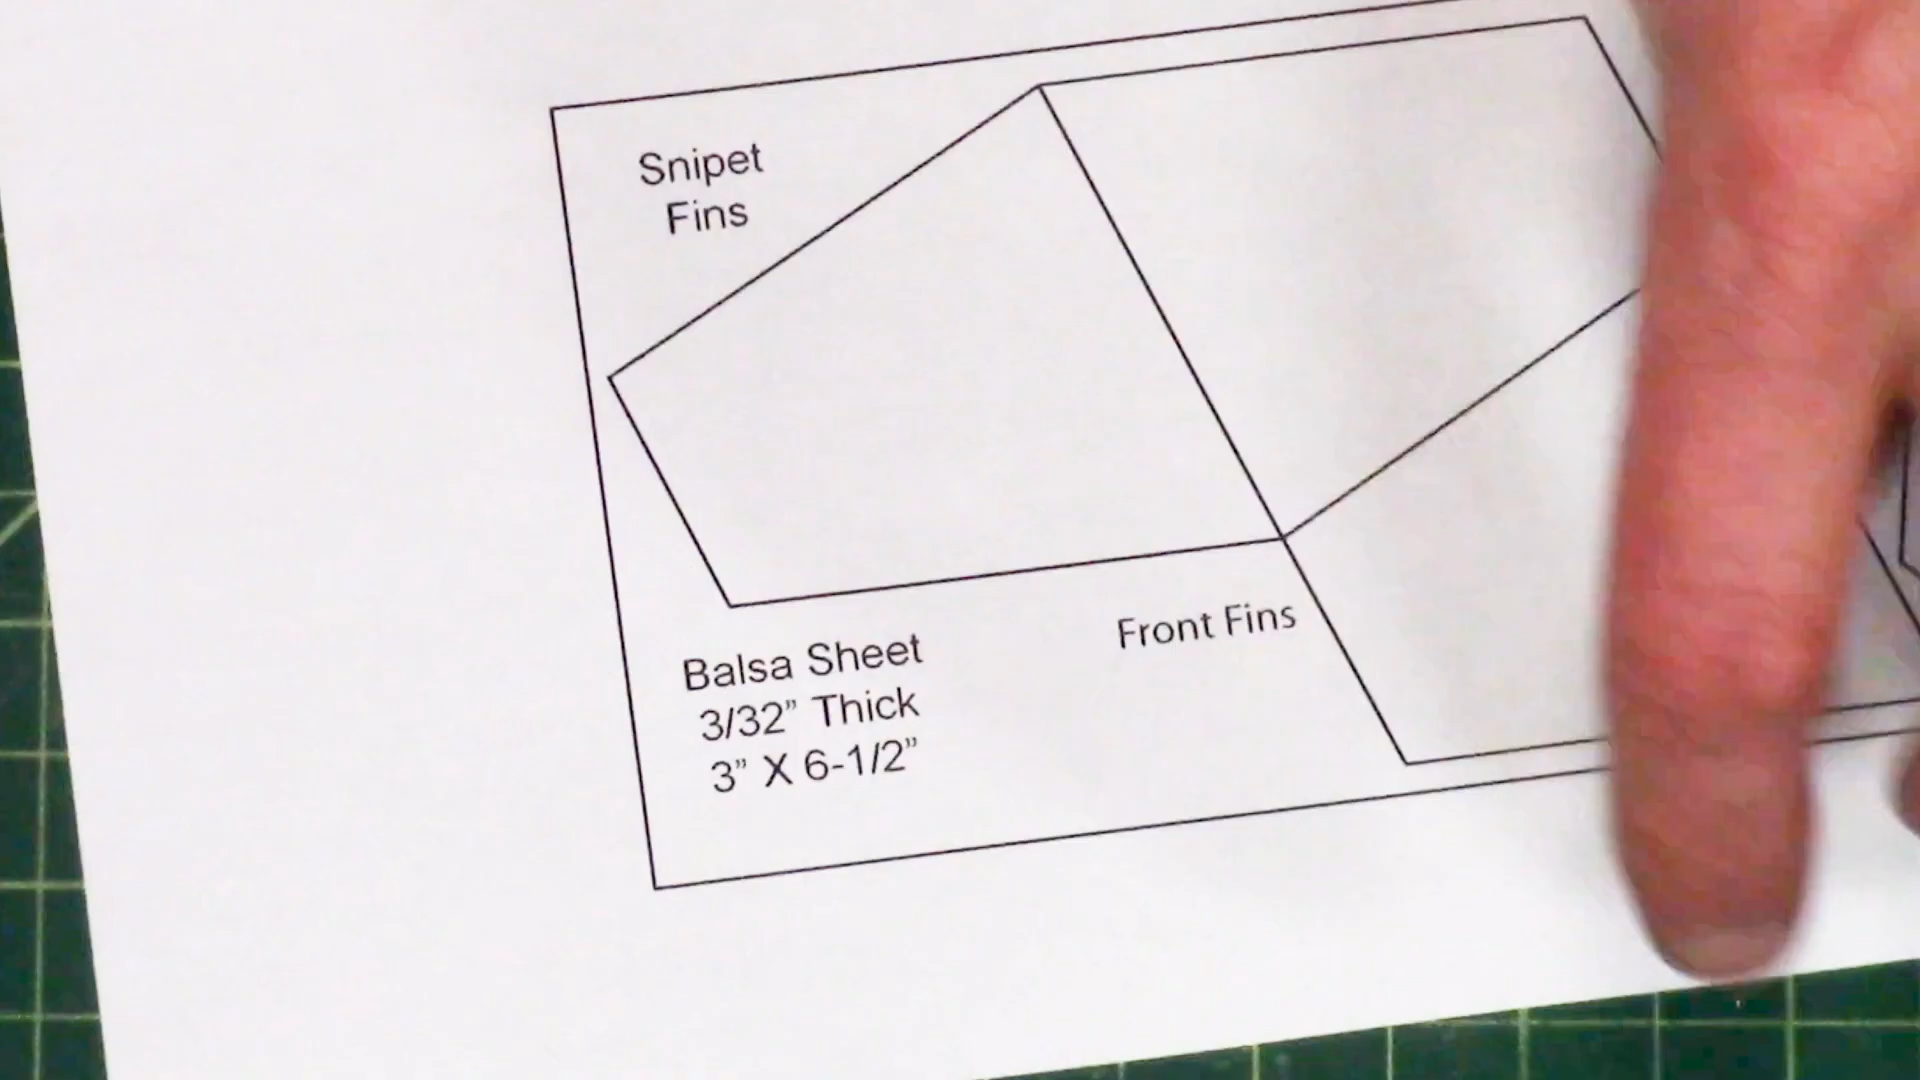 Snipet
Fins
Front Fins
Balsa Sheet
3/32” Thick
3” X 6-1/2”